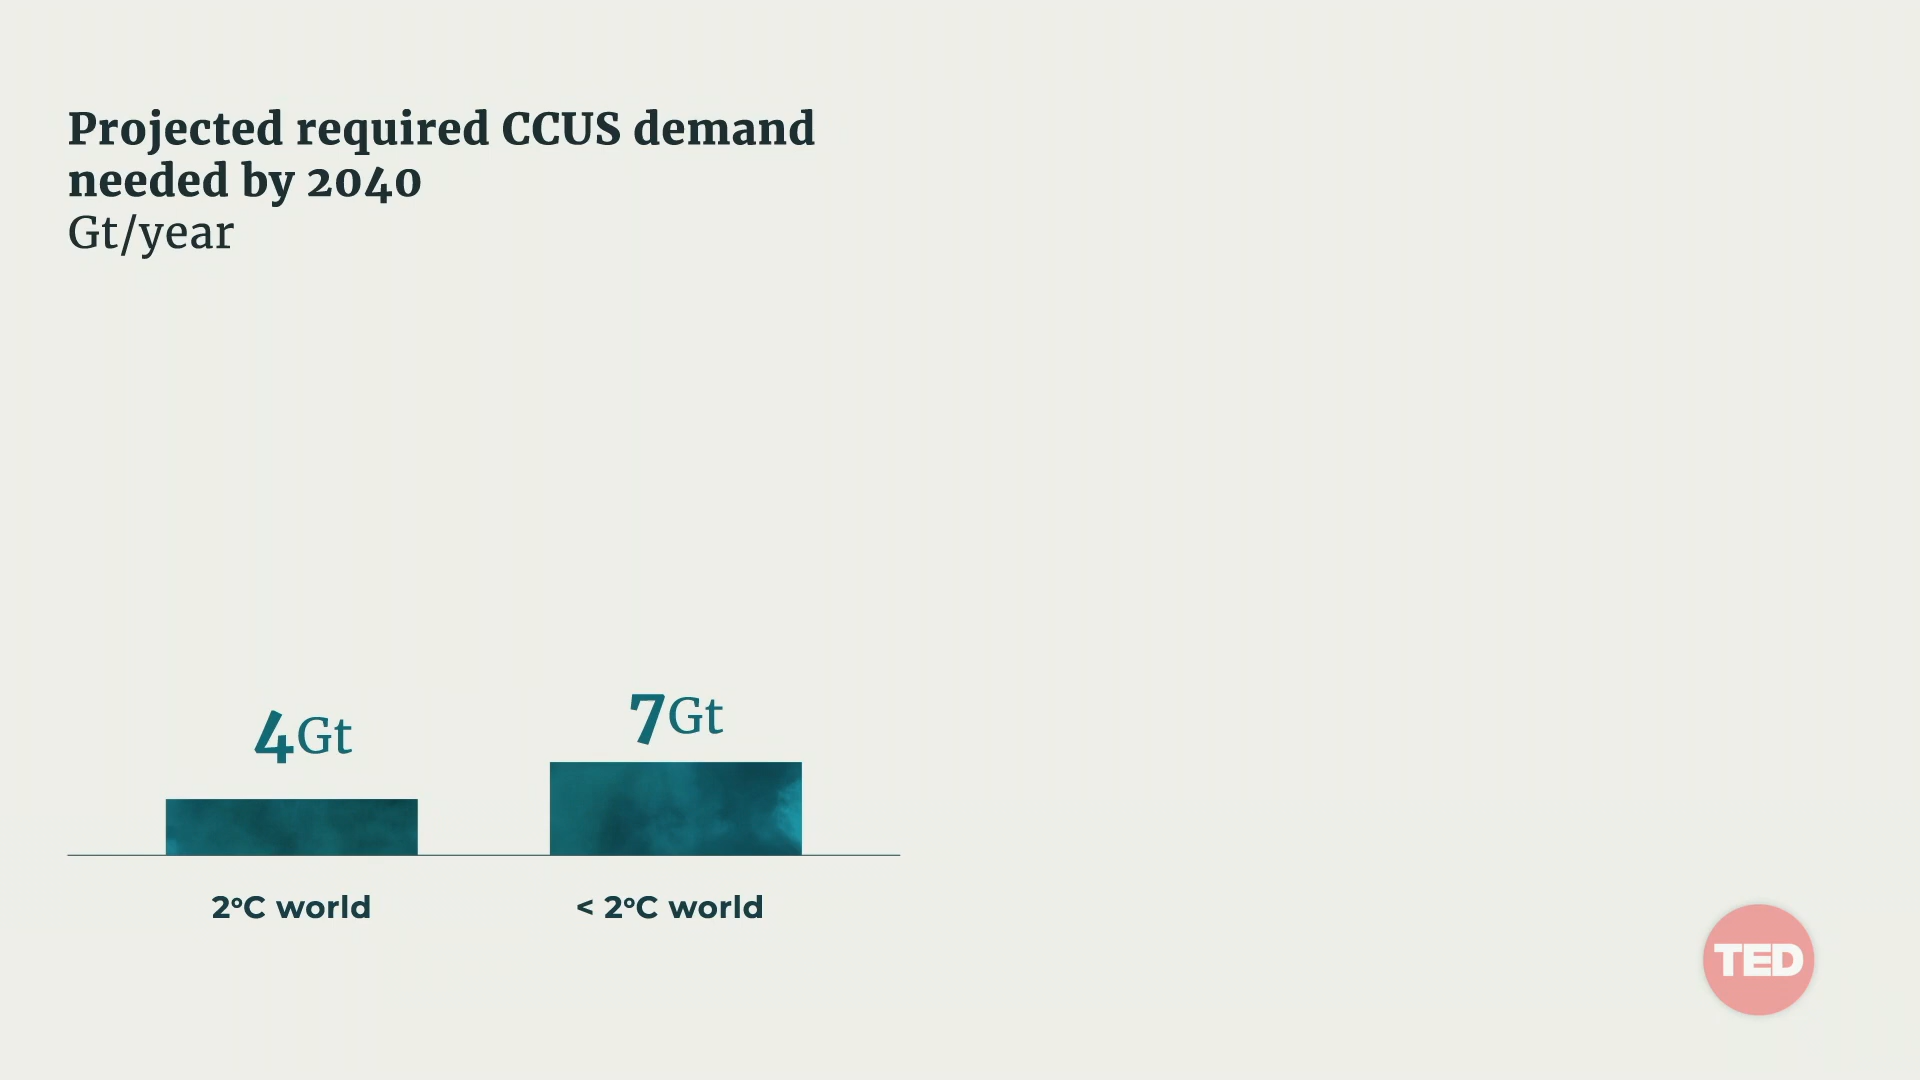 Projected required CCUS demand
needed by 2040
Gt/year
4Gt
7Gt
2°C world
< 2°C world
TED